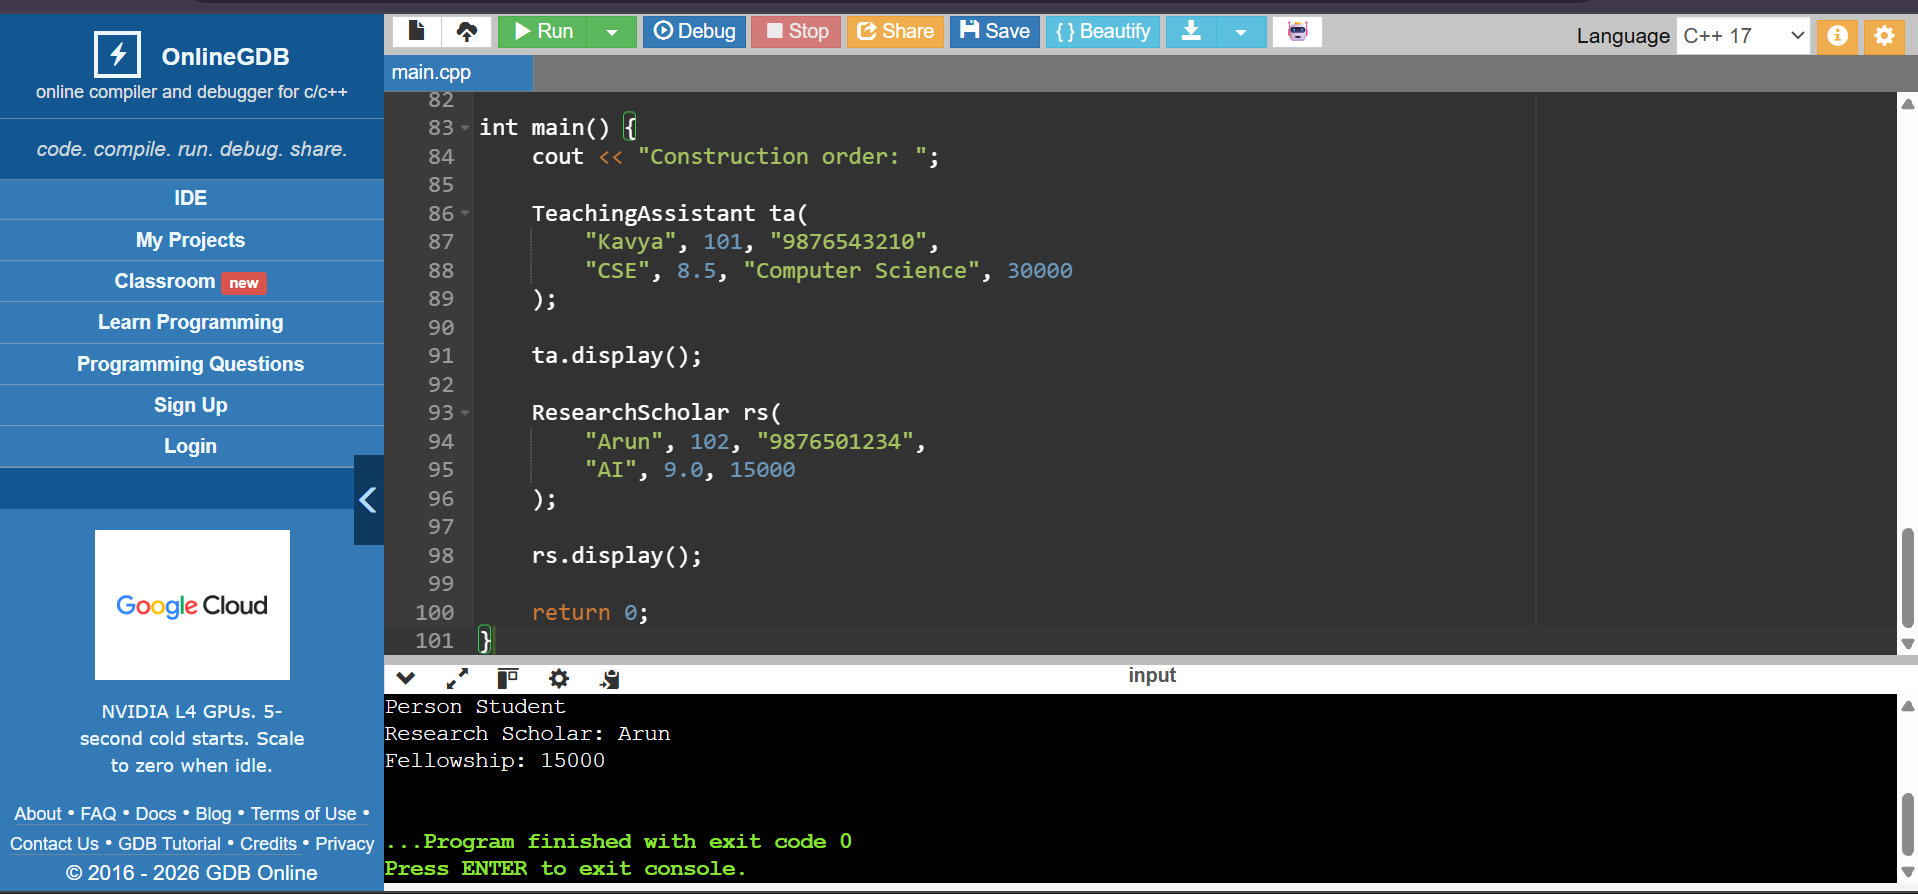 OnlineGDB
online compiler and debugger for c/c++
code. compile. run. debug. share.
IDE
My Projects
Classroom new
Learn Programming
Programming Questions
Sign Up
Login
Google Cloud
NVIDIA L4 GPUs. 5-
second cold starts. Scale
to zero when idle.
About • FAQ • Docs • Blog • Terms of Use •
Contact Us • GDB Tutorial • Credits • Privacy
© 2016 - 2026 GDB Online
Run Debug Stop Share Save { } Beautify Language C++ 17
main.cpp
82
83 int main() {
84 cout << "Construction order: ";
85
86 TeachingAssistant ta(
87 "Kavya", 101, "9876543210",
88 "CSE", 8.5, "Computer Science", 30000
89 );
90
91 ta.display();
92
93 ResearchScholar rs(
94 "Arun", 102, "9876501234",
95 "AI", 9.0, 15000
96 );
97
98 rs.display();
99
100 return 0;
101 }
input
Person Student
Research Scholar: Arun
Fellowship: 15000
...Program finished with exit code 0
Press ENTER to exit console.